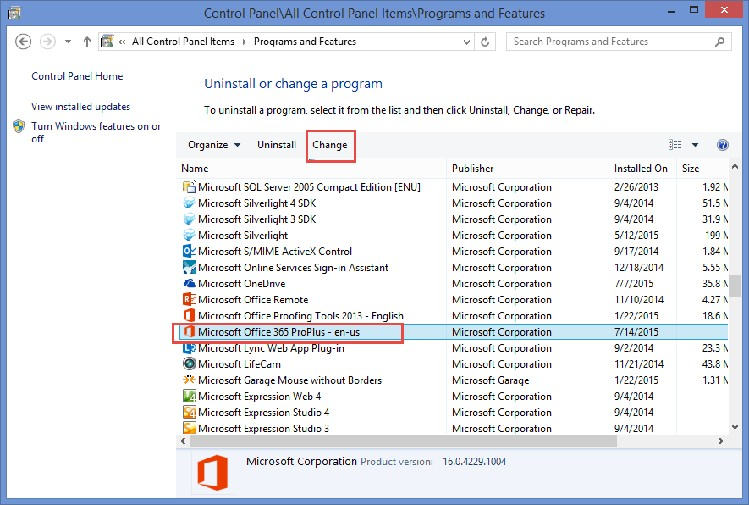 Control Panel\All Control Panel Items\Programs and Features
All Control Panel Items Programs and Features
Search Programs and Features
Control Panel Home
View installed updates
Turn Windows features on or
off
Uninstall or change a program
To uninstall a program, select it from the list and then click Uninstall, Change, or Repair.
Organize Uninstall Change
Name Publisher Installed On Size
Microsoft SQL Server 2005 Compact Edition [ENU] Microsoft Corporation 2/26/2013 1.92 M
Microsoft Silverlight 4 SDK Microsoft Corporation 9/4/2014 51.5 M
Microsoft Silverlight 3 SDK Microsoft Corporation 9/4/2014 31.9 M
Microsoft Silverlight Microsoft Corporation 5/12/2015 199 M
Microsoft S/MIME ActiveX Control Microsoft Corporation 9/17/2014 1.84 M
Microsoft Online Services Sign-in Assistant Microsoft Corporation 12/18/2014 5.55 M
Microsoft OneDrive Microsoft Corporation 7/7/2015 35.8 M
Microsoft Office Remote Microsoft Corporation 11/10/2014 4.27 M
Microsoft Office Proofing Tools 2013 - English Microsoft Corporation 1/22/2015 18.6 M
Microsoft Office 365 ProPlus - en-us Microsoft Corporation 7/14/2015
Microsoft Lync Web App Plug-in Microsoft Corporation 9/2/2014 23.3 M
Microsoft LifeCam Microsoft Corporation 11/21/2014 43.8 M
Microsoft Garage Mouse without Borders Microsoft Garage 1/22/2015 1.31 M
Microsoft Expression Web 4 Microsoft Corporation 9/4/2014
Microsoft Expression Studio 4 Microsoft Corporation 9/4/2014
Microsoft Expression Studio 3 Microsoft Corporation 9/4/2014
Microsoft Corporation Product version: 16.0.4229.1004